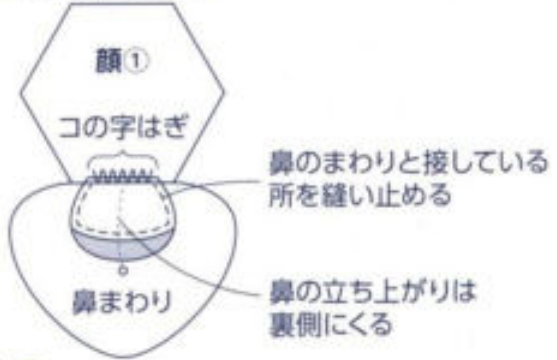 顔①
コの字はぎ
鼻のまわりと接している
所を縫い止める
鼻の立ち上がりは
裏側にくる
鼻まわり